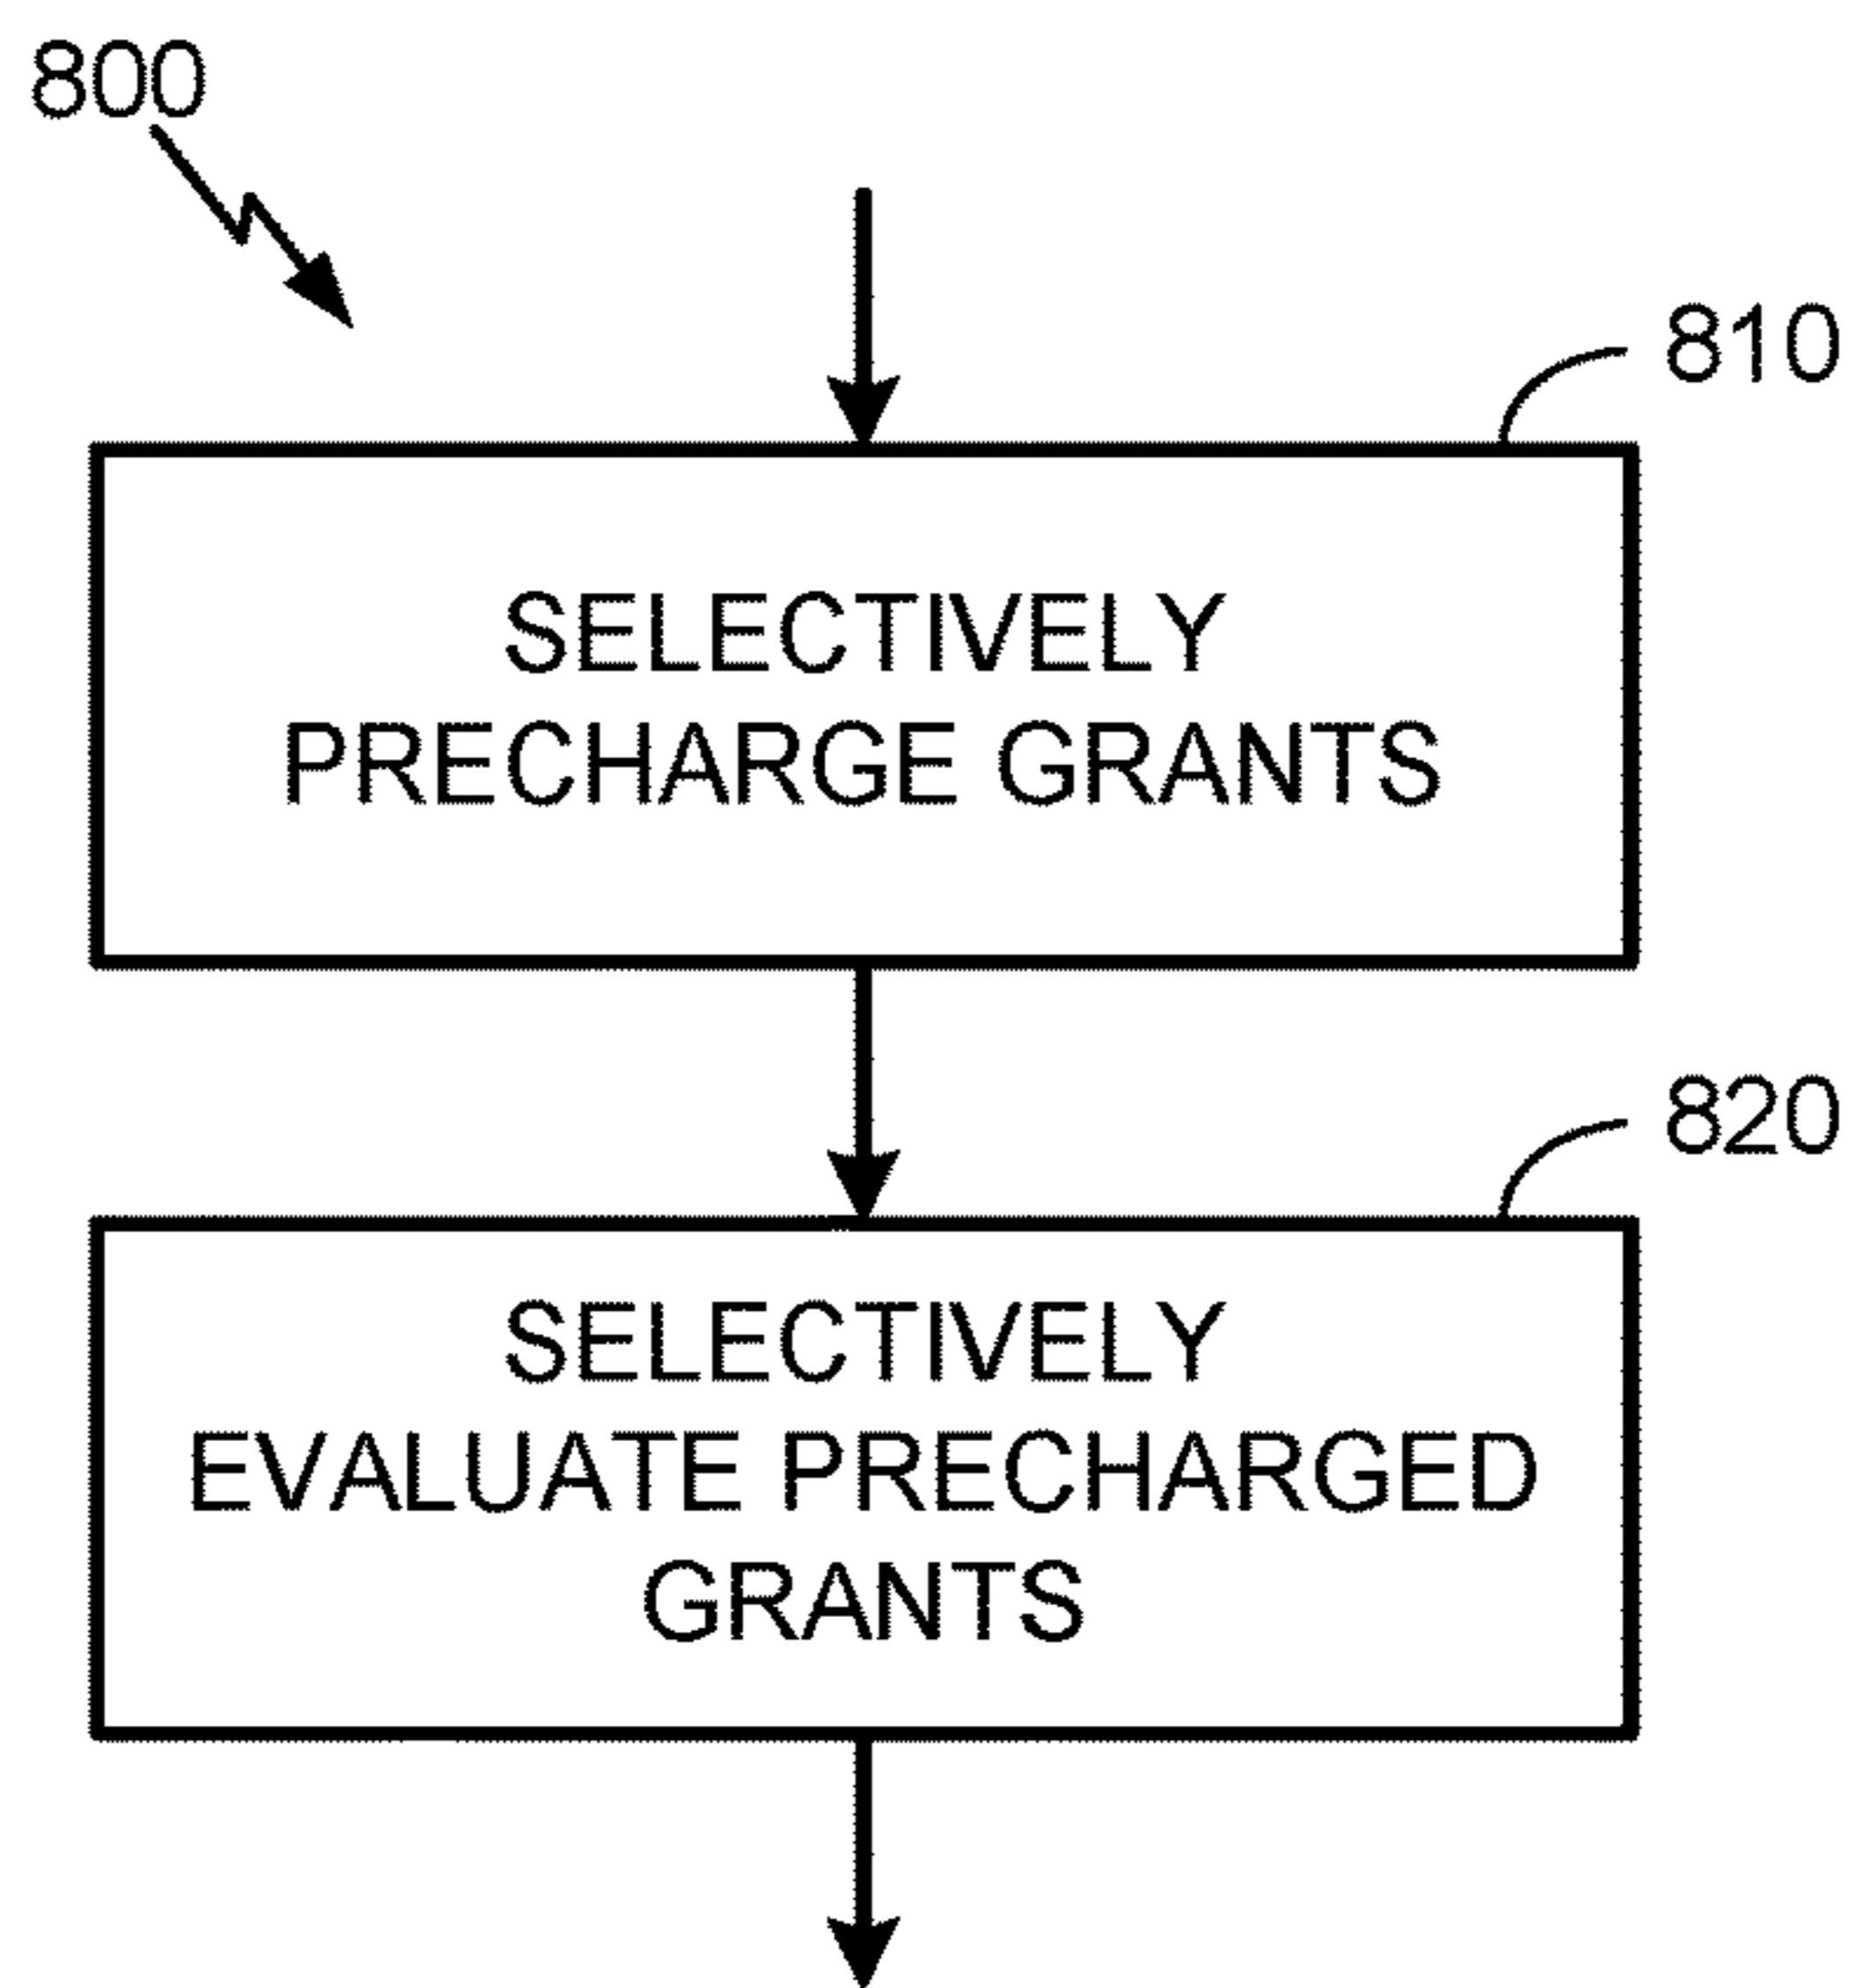 800
810
SELECTIVELY
PRECHARGE GRANTS
820
SELECTIVELY
EVALUATE PRECHARGED
GRANTS